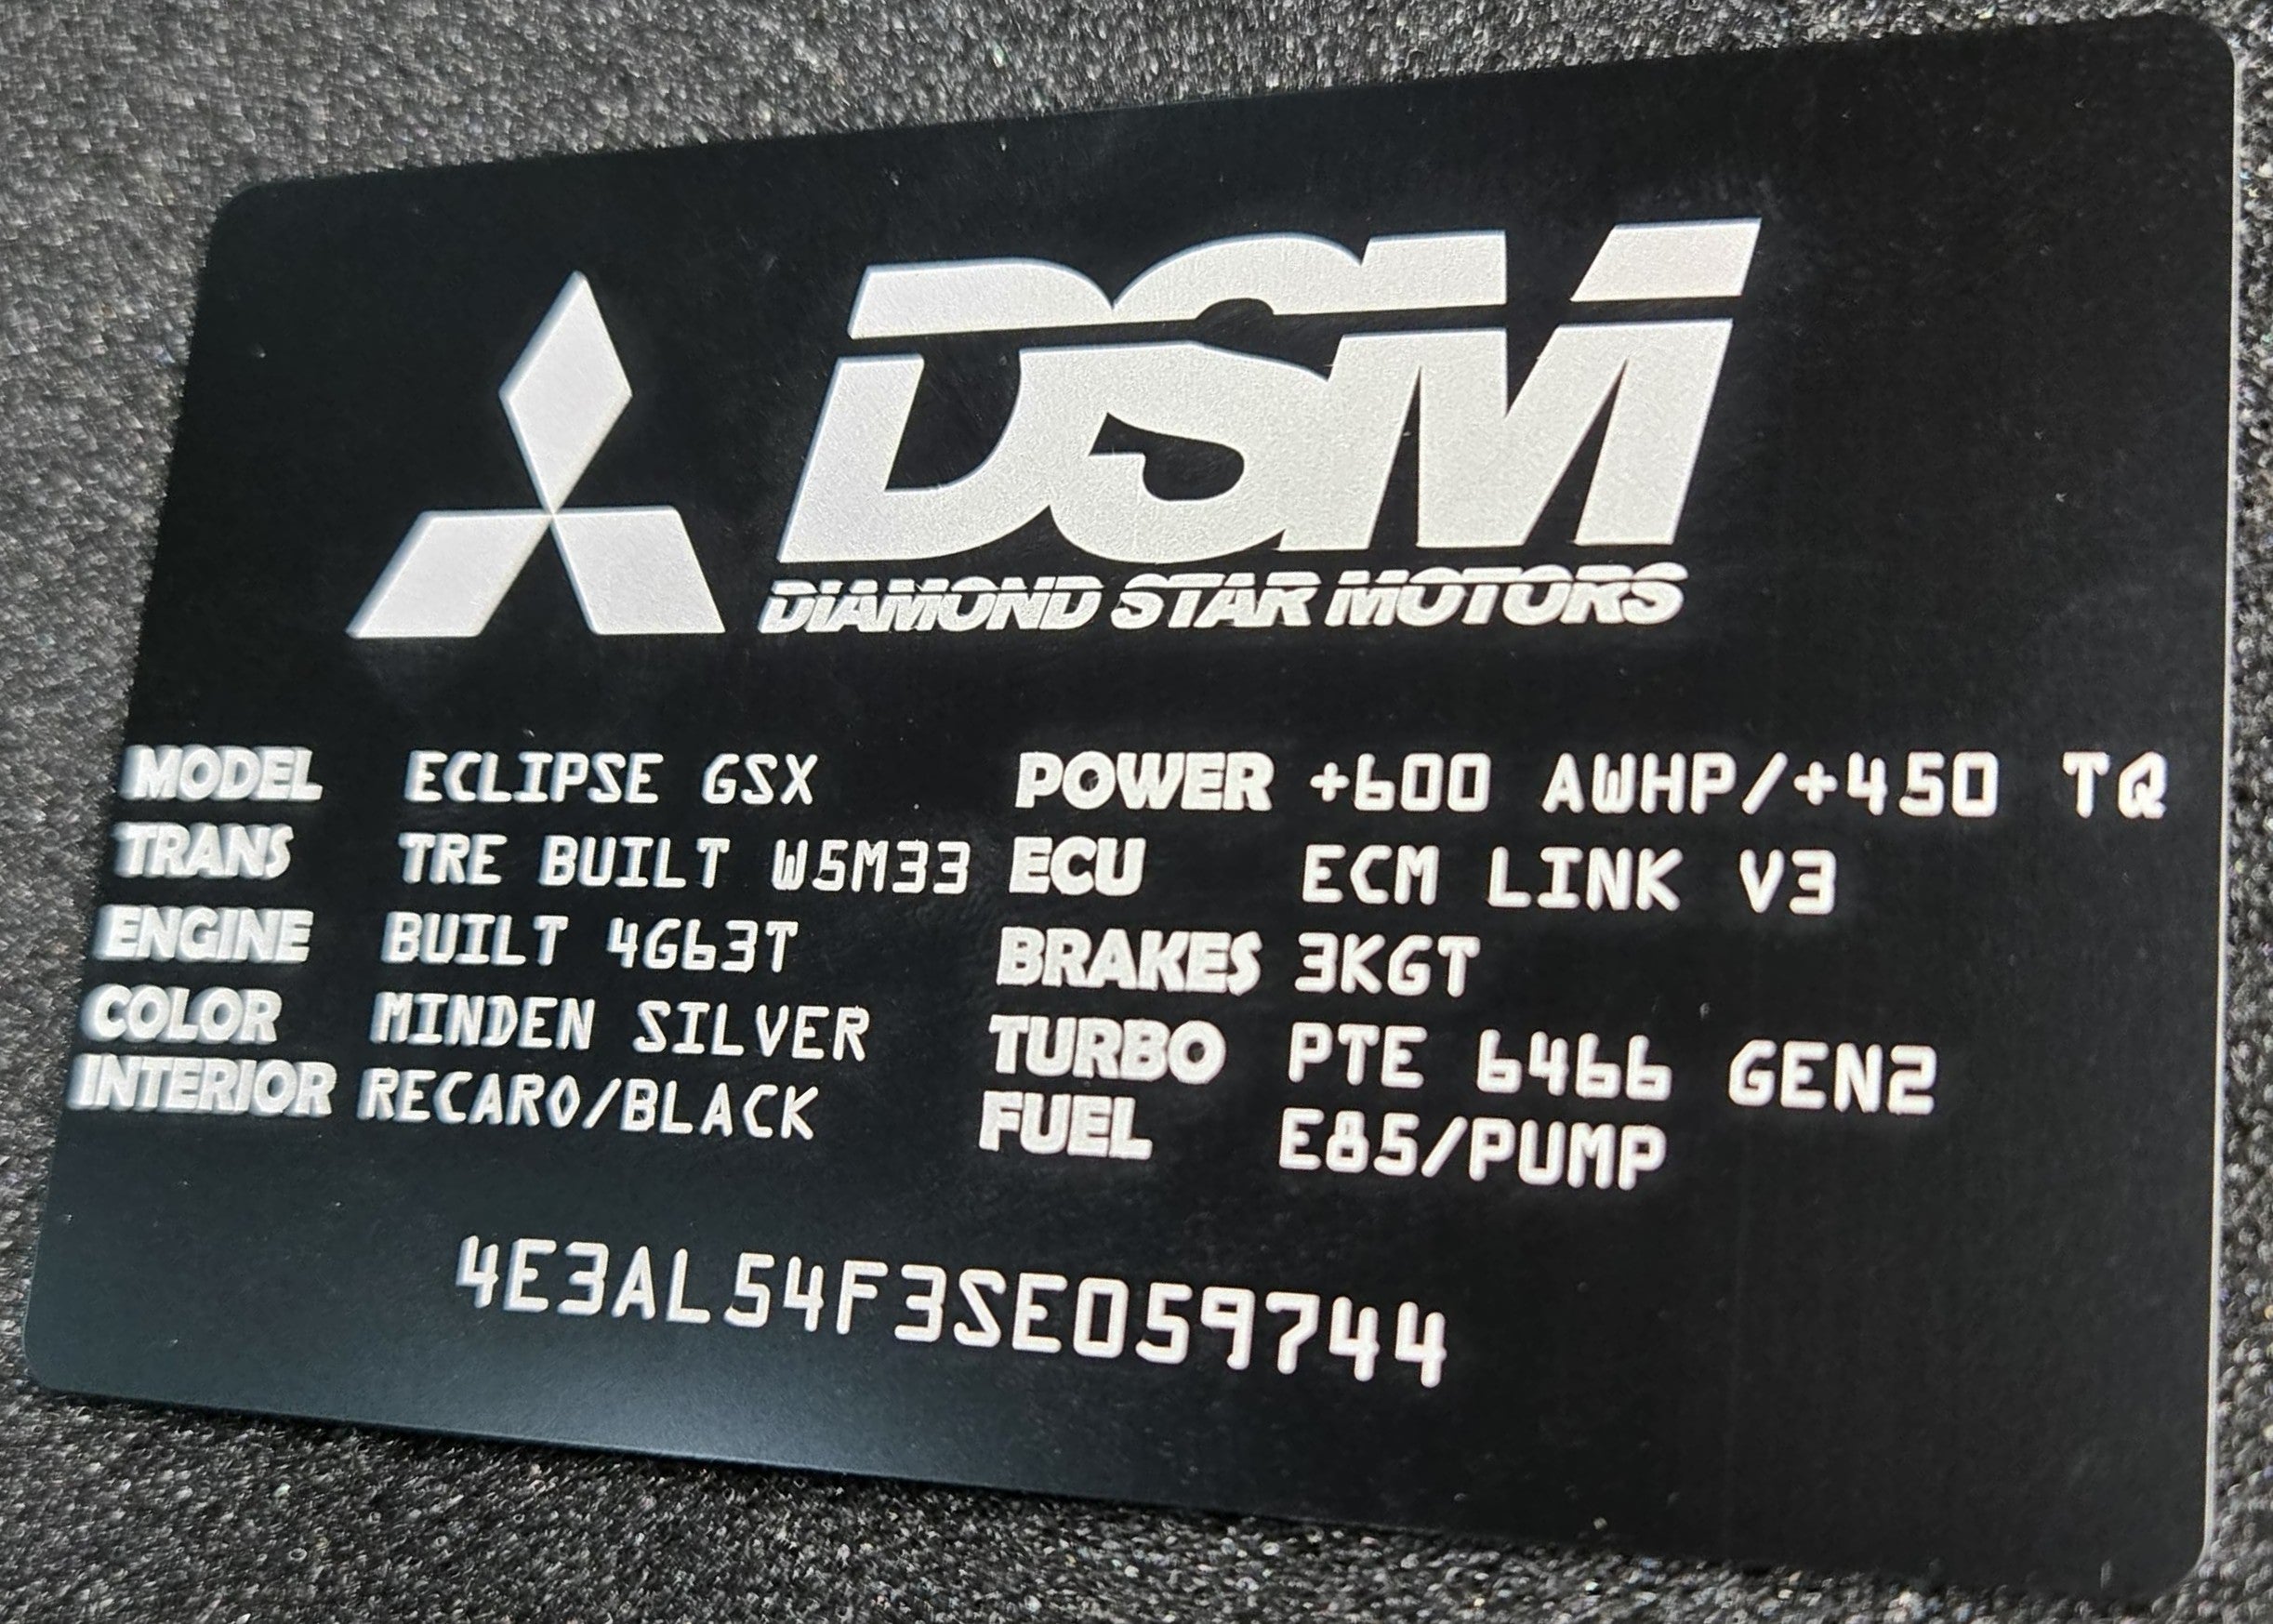 DSM
DIAMOND STAR MOTORS
MODEL ECLIPSE GSX
TRANS TRE BUILT W5M33
ENGINE BUILT 4G63T
COLOR MINDEN SILVER
INTERIOR RECARO/BLACK
POWER +600 AWHP/+450 TQ
ECU ECM LINK V3
BRAKES 3KGT
TURBO PTE 6466 GEN2
FUEL E85/PUMP
4E3AL54F3SE059744